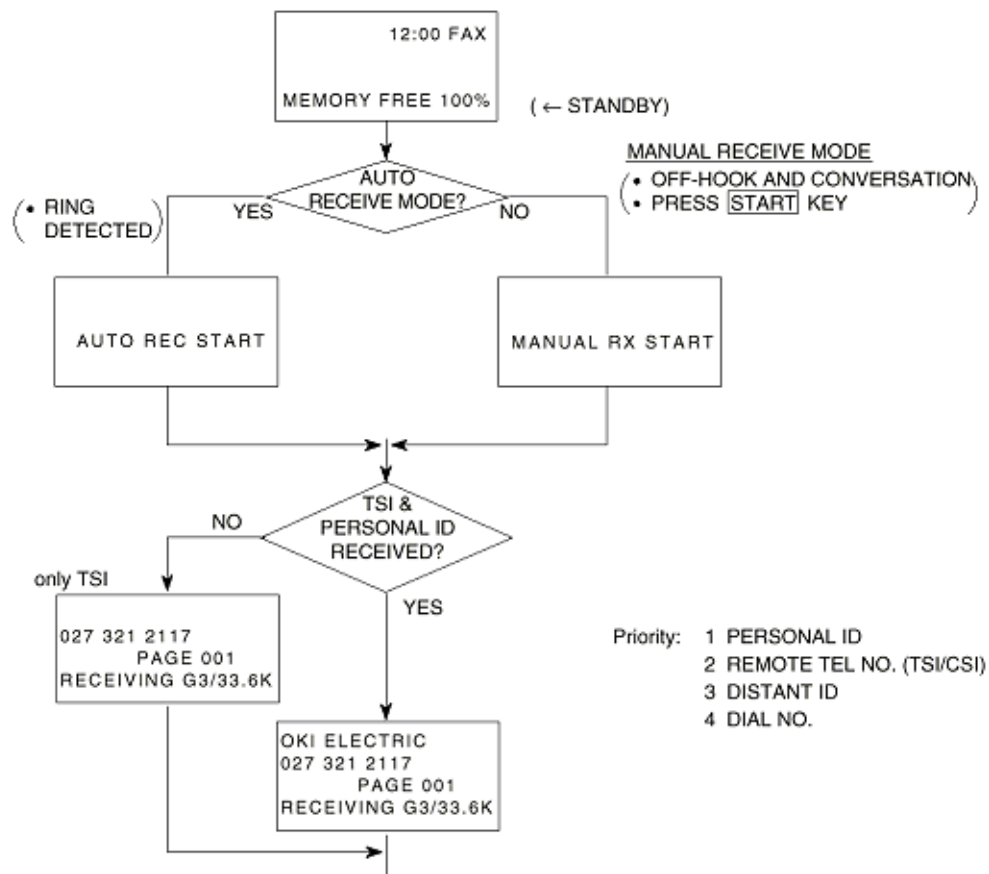 12:00 FAX
MEMORY FREE 100%
( ← STANDBY)
AUTO
RECEIVE MODE?
YES
NO
MANUAL RECEIVE MODE
• OFF-HOOK AND CONVERSATION
• PRESS START KEY
• RING
DETECTED
AUTO REC START
MANUAL RX START
TSI &
PERSONAL ID
RECEIVED?
NO
YES
only TSI
027 321 2117
PAGE 001
RECEIVING G3/33.6K
OKI ELECTRIC
027 321 2117
PAGE 001
RECEIVING G3/33.6K
Priority: 1 PERSONAL ID
2 REMOTE TEL NO. (TSI/CSI)
3 DISTANT ID
4 DIAL NO.